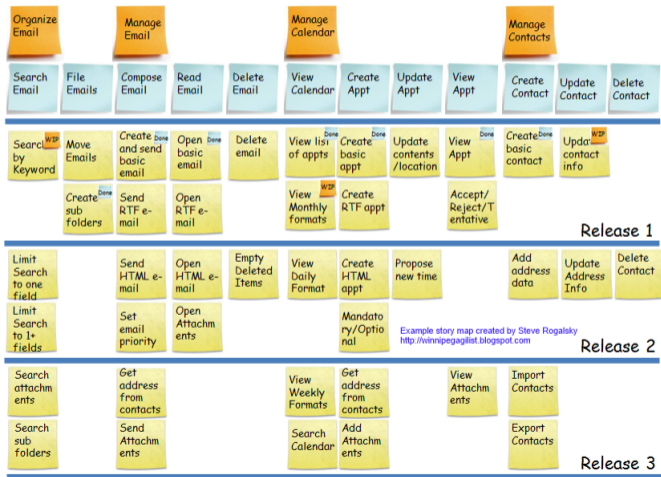 Organize
Email
Manage
Email
Manage
Calendar
Manage
Contacts
Search
Email
File
Emails
Compose
Email
Read
Email
Delete
Email
View
Calendar
Create
Appt
Update
Appt
View
Appt
Create
Contact
Update
Contact
Delete
Contact
Searc WIP
by
Keyword
Move
Emails
Create Done
and send
basic
email
Open Done
basic
email
Delete
email
View list Done
of appts
Create Done
basic
appt
Update
contents
/location
View Done
Appt
Create Done
basic
contact
Upda WIP
contact
info
Create Done
sub
folders
Send
RTF e-
mail
Open
RTF e-
mail
View WIP
Monthly
formats
Create
RTF appt
Accept/
Reject/T
entative
Release 1
Limit
Search
to one
field
Send
HTML e-
mail
Open
HTML e-
mail
Empty
Deleted
Items
View
Daily
Format
Create
HTML
appt
Propose
new time
Add
address
data
Update
Address
Info
Delete
Contact
Limit
Search
to 1+
fields
Set
email
priority
Open
Attachm
ents
Mandato
ry/Optio
nal
Example story map created by Steve Rogalsky
http://winnipegagilist.blogspot.com
Release 2
Search
attachm
ents
Get
address
from
contacts
View
Weekly
Formats
Get
address
from
contacts
View
Attachm
ents
Import
Contacts
Search
sub
folders
Send
Attachm
ents
Search
Calendar
Add
Attachm
ents
Export
Contacts
Release 3